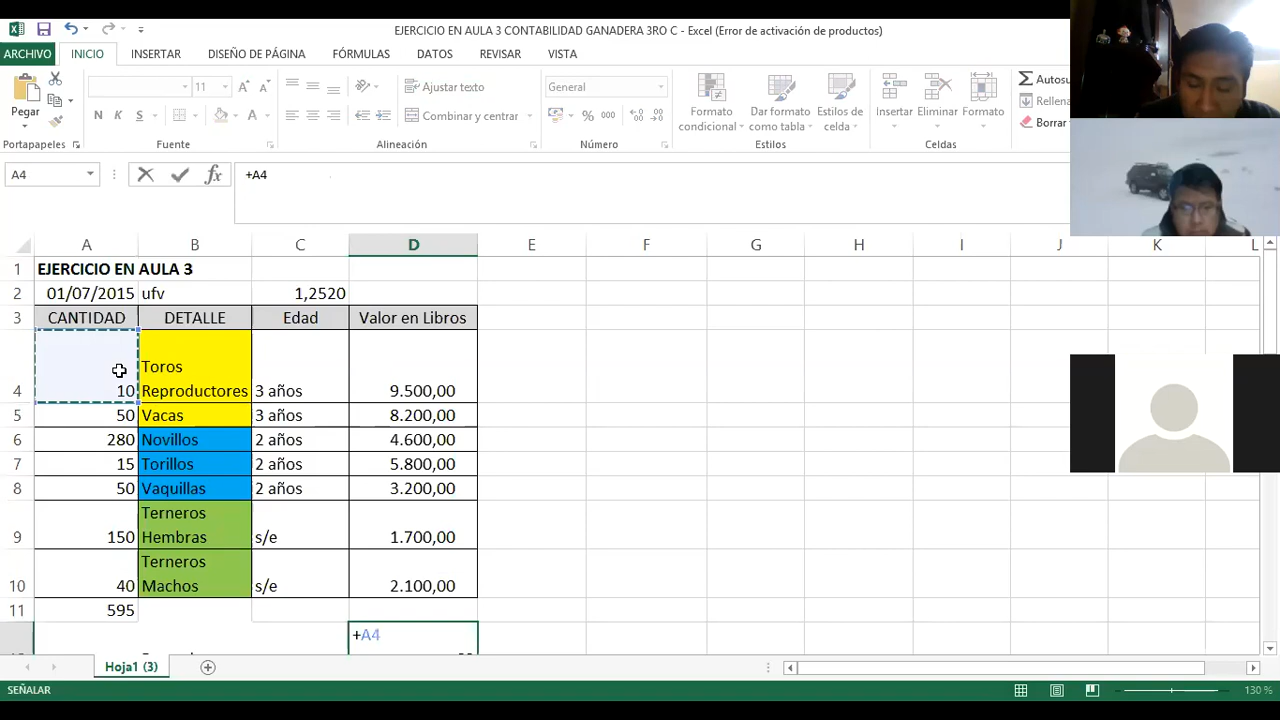 EJERCICIO EN AULA 3 CONTABILIDAD GANADERA 3RO C - Excel (Error de activación de productos)
ARCHIVO INICIO INSERTAR DISEÑO DE PÁGINA FÓRMULAS DATOS REVISAR VISTA
11 A A Ajustar texto General
Pegar N K S A Combinar y centrar % 000
Formato condicional
Dar formato como tabla
Estilos de celda
Insertar Eliminar Formato
Σ Autosu
Rellena
Borrar
Portapapeles Fuente Alineación Número Estilos Celdas
A4 fx +A4
A B C D E F G H I J K L
1 EJERCICIO EN AULA 3
2 01/07/2015 ufv 1,2520
3 CANTIDAD DETALLE Edad Valor en Libros
Toros
4 10 Reproductores 3 años 9.500,00
5 50 Vacas 3 años 8.200,00
6 280 Novillos 2 años 4.600,00
7 15 Torillos 2 años 5.800,00
8 50 Vaquillas 2 años 3.200,00
Terneros
9 150 Hembras s/e 1.700,00
Terneros
10 40 Machos s/e 2.100,00
11 595
+A4
Hoja1 (3)
SEÑALAR 130 %